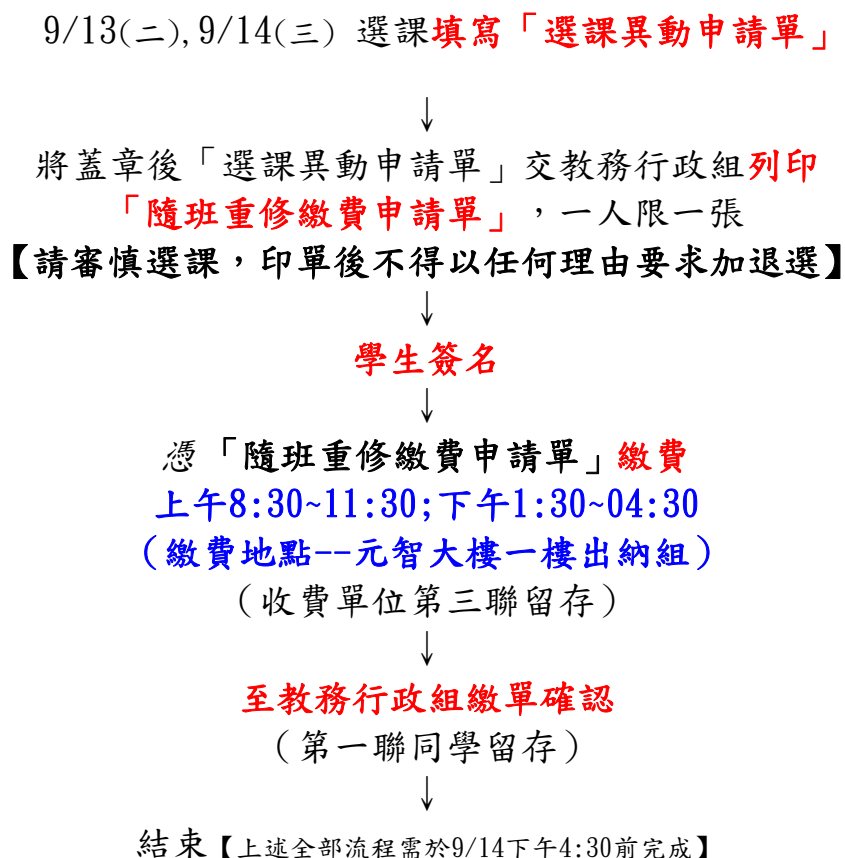 9/13(二),9/14(三) 選課填寫「選課異動申請單」
↓
將蓋章後「選課異動申請單」交教務行政組列印
「隨班重修繳費申請單」，一人限一張
【請審慎選課，印單後不得以任何理由要求加退選】
↓
學生簽名
↓
憑「隨班重修繳費申請單」繳費
上午8:30~11:30;下午1:30~04:30
（繳費地點--元智大樓一樓出納組）
（收費單位第三聯留存）
↓
至教務行政組繳單確認
（第一聯同學留存）
↓
結束【上述全部流程需於9/14下午4:30前完成】